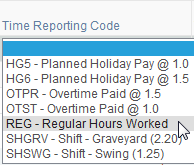 Time Reporting Code
HG5 - Planned Holiday Pay @ 1.0
HG6 - Planned Holiday Pay @ 1.0
OTPR - Overtime Paid @ 1.5
OTST - Overtime Paid @ 1.0
REG - Regular Hours Worked
SHGRV - Shift - Graveyard (2.20)
SHSWG - Shift - Swing (1.25)